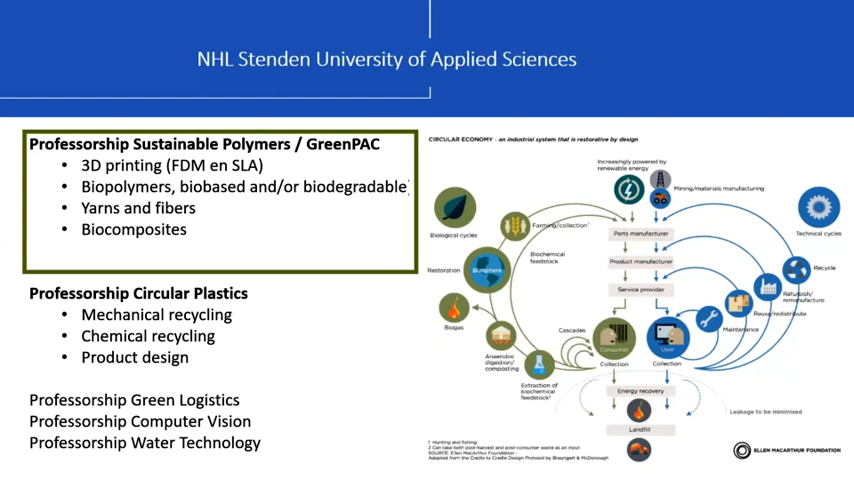 NHL Stenden University of Applied Sciences
Professorship Sustainable Polymers / GreenPAC
• 3D printing (FDM en SLA)
• Biopolymers, biobased and/or biodegradable
• Yarns and fibers
• Biocomposites
Professorship Circular Plastics
• Mechanical recycling
• Chemical recycling
• Product design
Professorship Green Logistics
Professorship Computer Vision
Professorship Water Technology
CIRCULAR ECONOMY - an industrial system that is restorative by design
Increasingly powered by
renewable energy
Mining/materials manufacturing
Biological cycles
Farming/collection¹
Parts manufacturer
Technical cycles
Biochemical
feedstock
Product manufacturer
Restoration
Biosphere
Recycle
Service provider
Refurbish/
remanufacture
Reuse/redistribute
Biogas
Maintenance
Cascades
Consumer
User
Anaerobic
digestion/
composting
Collection
Collection
Extraction of
biochemical
feedstock²
Energy recovery
Leakage to be minimised
Landfill
1 Hunting and fishing
2 Can take both post-harvest and post-consumer waste as an input
SOURCE: Ellen MacArthur Foundation -
Adapted from the Cradle to Cradle Design Protocol by Braungart & McDonough
ELLEN MACARTHUR FOUNDATION